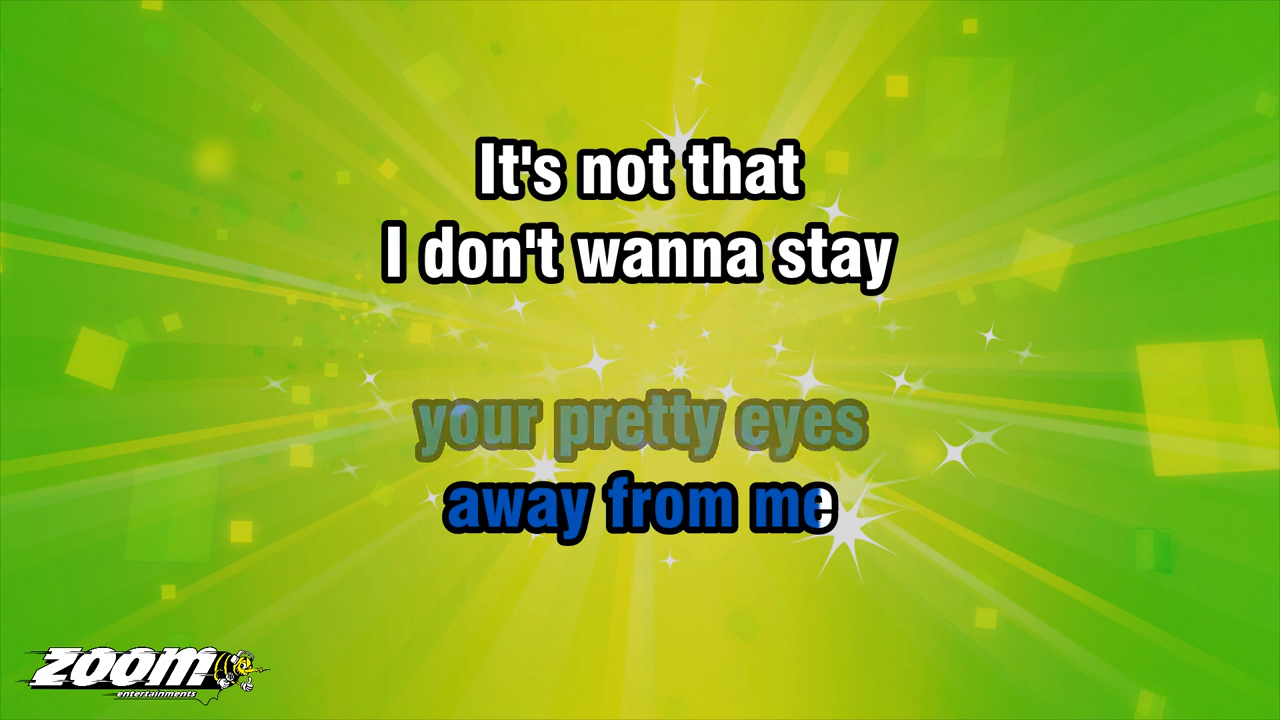 It's not that
I don't wanna stay
your pretty eyes
away from me
ZOOM
entertainments